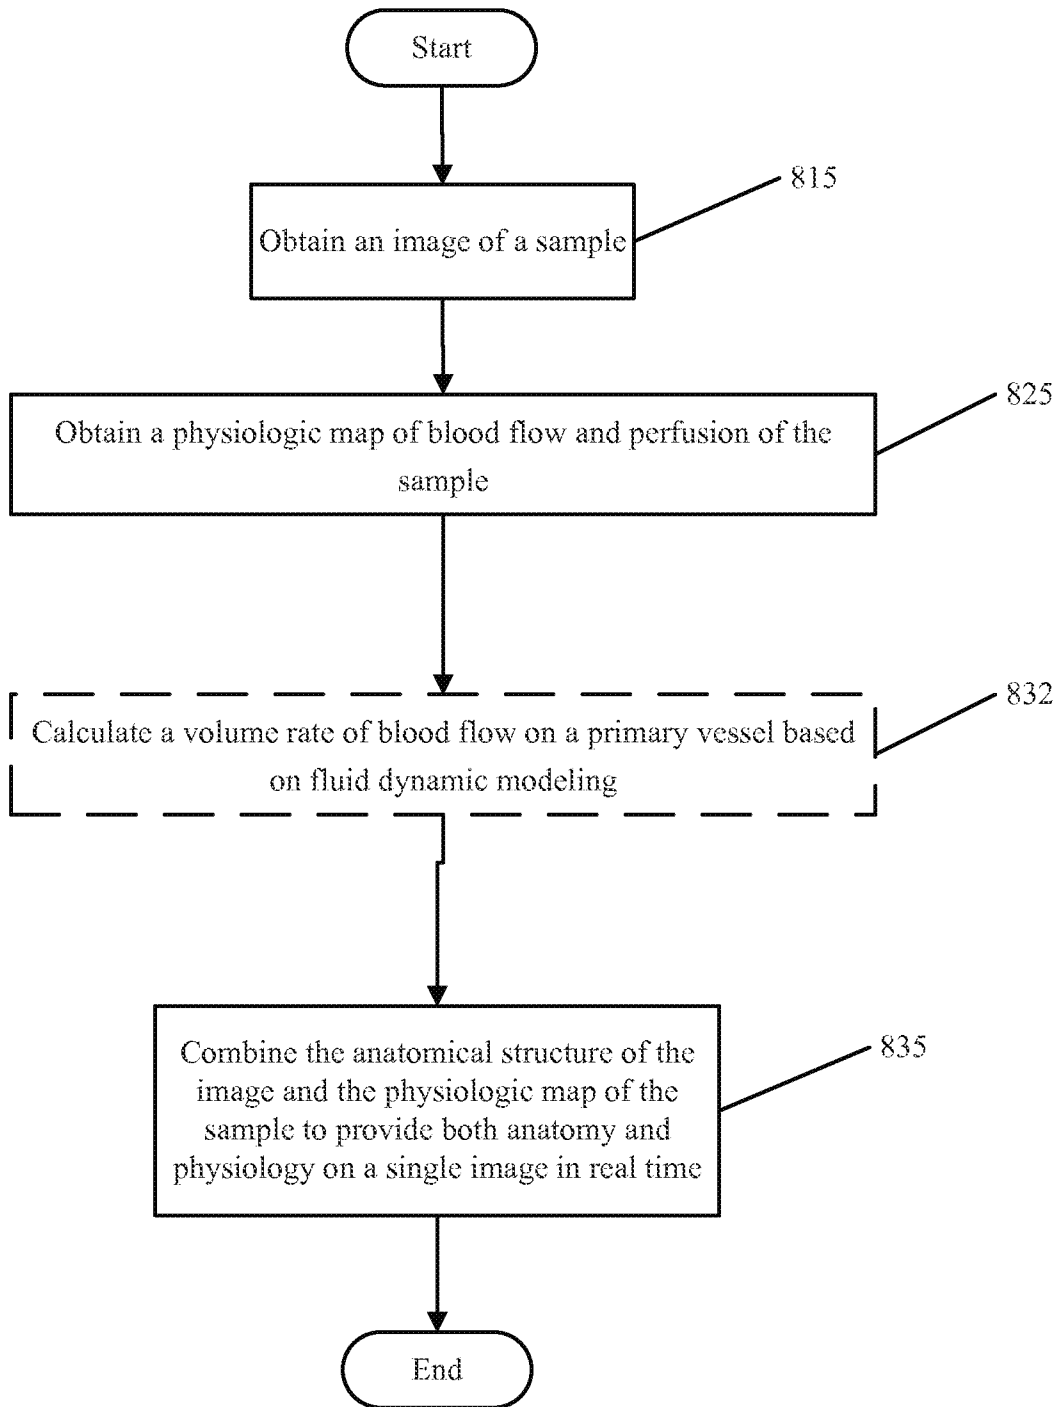 Start
815
Obtain an image of a sample
825
Obtain a physiologic map of blood flow and perfusion of the
sample
832
Calculate a volume rate of blood flow on a primary vessel based
on fluid dynamic modeling
835
Combine the anatomical structure of the
image and the physiologic map of the
sample to provide both anatomy and
physiology on a single image in real time
End